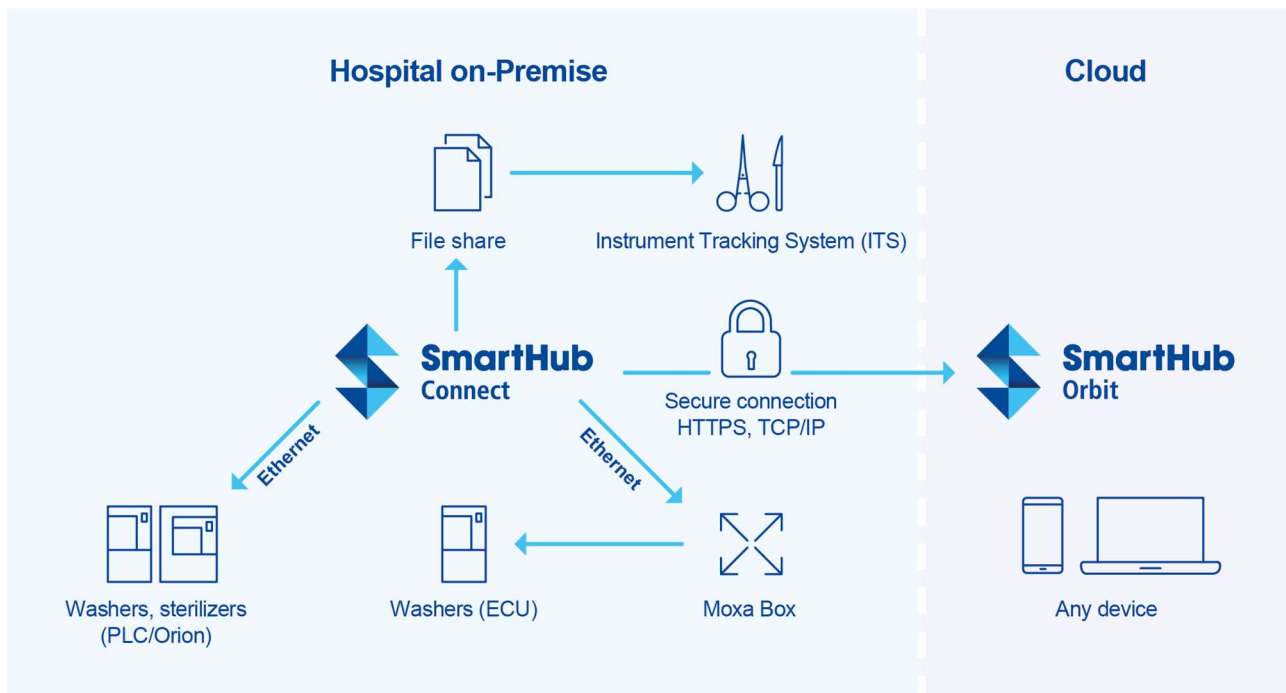 Hospital on-Premise
Cloud
File share
Instrument Tracking System (ITS)
SmartHub
Connect
Secure connection
HTTPS, TCP/IP
SmartHub
Orbit
Ethernet
Ethernet
Washers, sterilizers
(PLC/Orion)
Washers (ECU)
Moxa Box
Any device